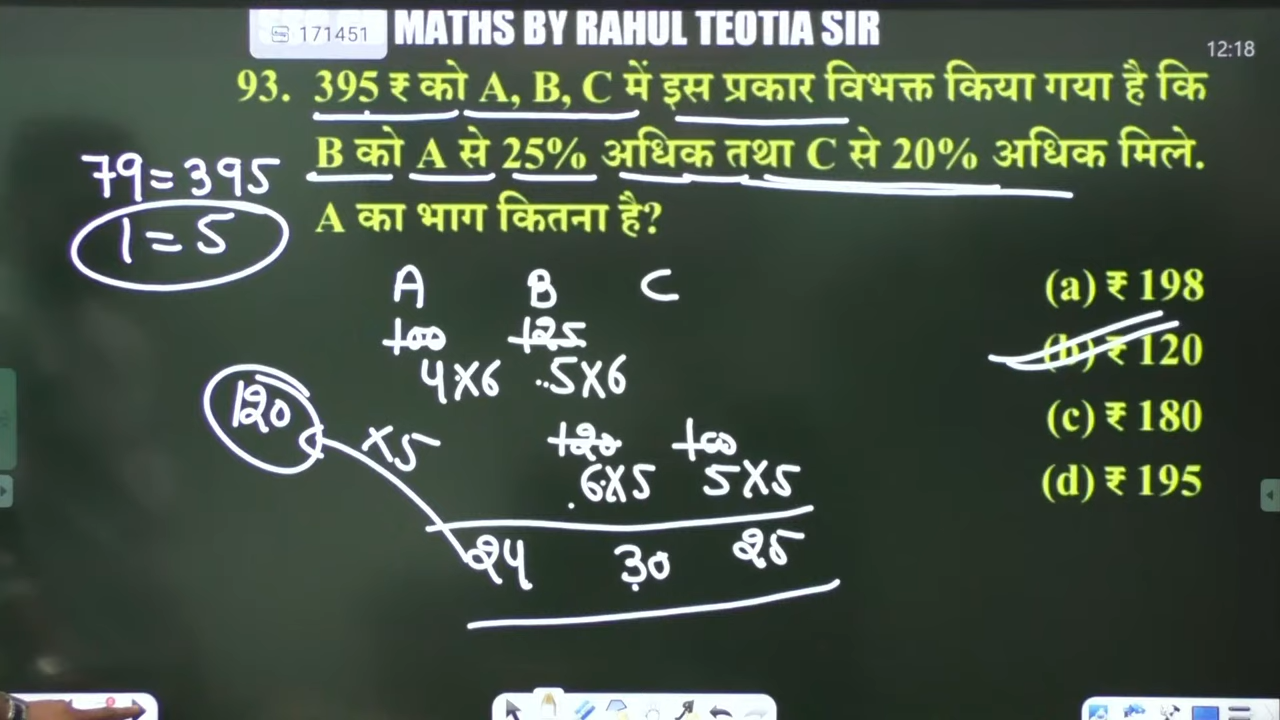 171451
MATHS BY RAHUL TEOTIA SIR
12:18
93. 395 ₹ को A, B, C में इस प्रकार विभक्त किया गया है कि
B को A से 25% अधिक तथा C से 20% अधिक मिले.
A का भाग कितना है?
79=395
1=5
(a) ₹ 198
(b) ₹ 120
(c) ₹ 180
(d) ₹ 195
A B C
100 125
4×6 5×6
120 100
6×5 5×5
24 30 25
×5
120